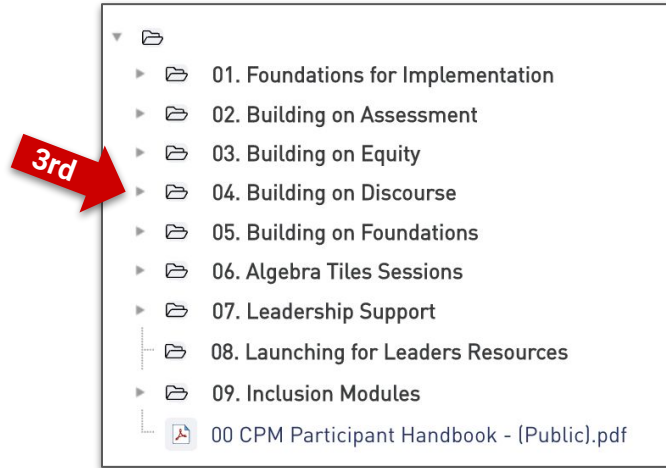 01. Foundations for Implementation
02. Building on Assessment
03. Building on Equity
3rd
04. Building on Discourse
05. Building on Foundations
06. Algebra Tiles Sessions
07. Leadership Support
08. Launching for Leaders Resources
09. Inclusion Modules
00 CPM Participant Handbook - (Public).pdf